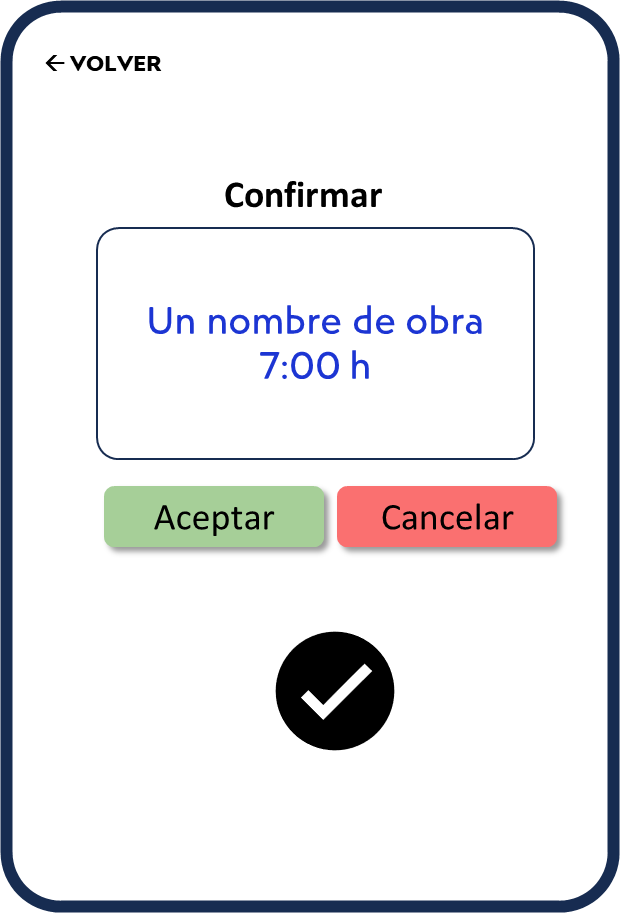 ← VOLVER
Confirmar
Un nombre de obra
7:00 h
Aceptar
Cancelar